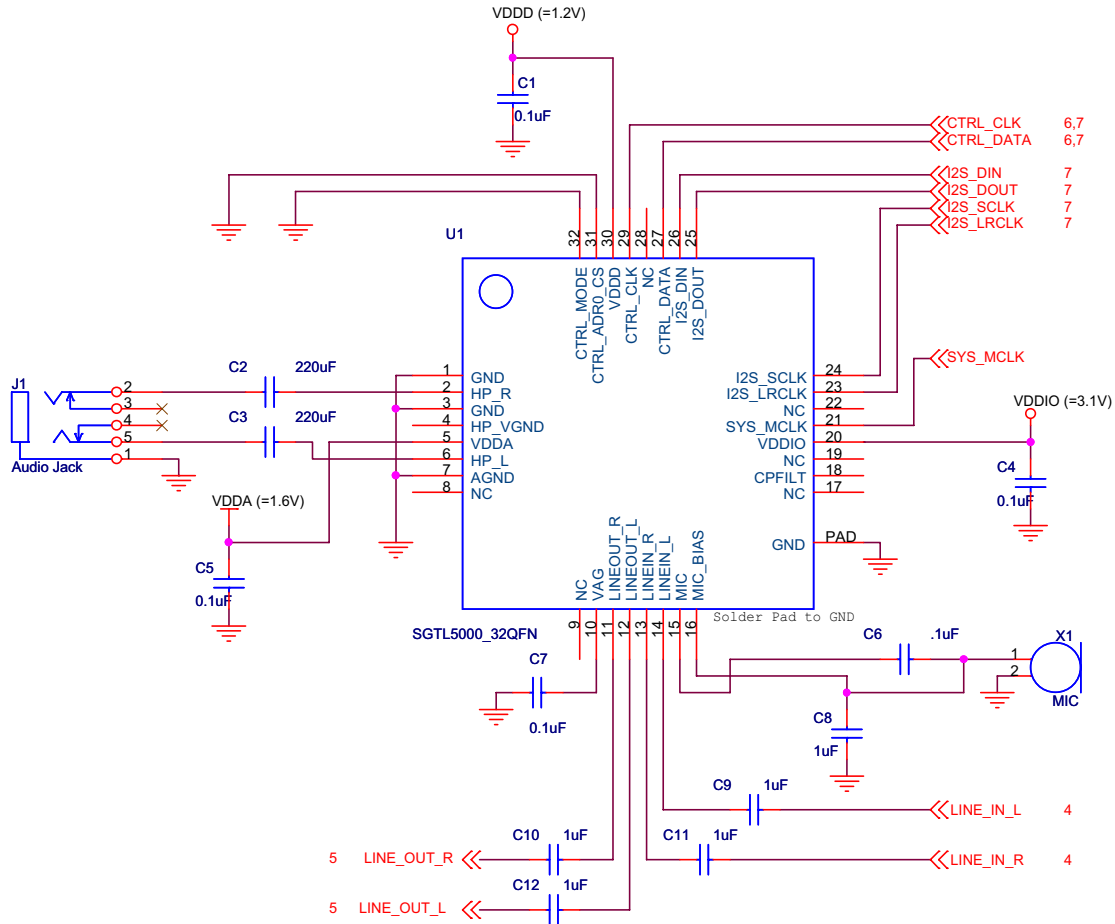 VDDD (=1.2V)
C1
0.1uF
CTRL_CLK 6,7
CTRL_DATA 6,7
I2S_DIN 7
I2S_DOUT 7
I2S_SCLK 7
I2S_LRCLK 7
U1
32 31 30 29 28 27 26 25
CTRL_MODE
CTRL_ADR0_CS
VDDD
CTRL_CLK
NC
CTRL_DATA
I2S_DIN
I2S_DOUT
SYS_MCLK
C2 220uF
C3 220uF
J1
2
3
4
5
1
Audio Jack
1 GND
2 HP_R
3 GND
4 HP_VGND
5 VDDA
6 HP_L
7 AGND
8 NC
I2S_SCLK 24
I2S_LRCLK 23
NC 22
SYS_MCLK 21
VDDIO 20
NC 19
CPFILT 18
NC 17
GND PAD
VDDIO (=3.1V)
C4
0.1uF
VDDA (=1.6V)
C5
0.1uF
NC
VAG
LINEOUT_R
LINEOUT_L
LINEIN_R
LINEIN_L
MIC
MIC_BIAS
9 10 11 12 13 14 15 16
Solder Pad to GND
SGTL5000_32QFN
C6 .1uF
X1
1
2
MIC
C7
0.1uF
C8
1uF
C9 1uF
LINE_IN_L 4
C10 1uF
C11 1uF
5 LINE_OUT_R
LINE_IN_R 4
C12 1uF
5 LINE_OUT_L